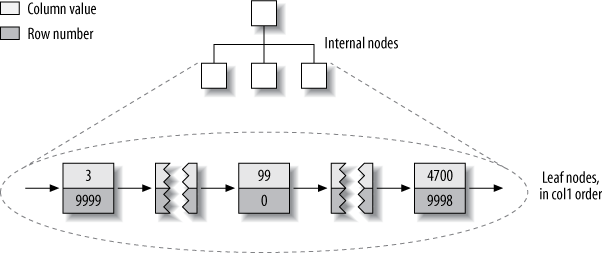 Column value
Row number
Internal nodes
3
9999
99
0
4700
9998
Leaf nodes,
in col1 order